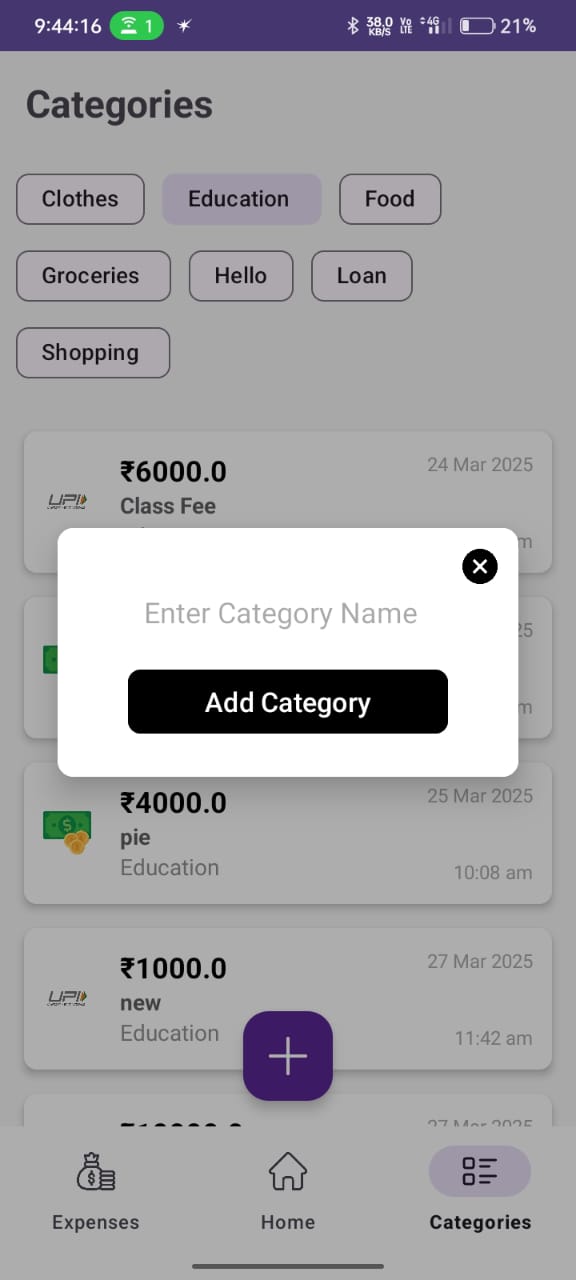 9:44:16 1 38.0 KB/S Vo LTE 4G 21%
Categories
Clothes Education Food
Groceries Hello Loan
Shopping
₹6000.0 24 Mar 2025
UPI Class Fee
m
Enter Category Name
25
Add Category
m
₹4000.0 25 Mar 2025
pie
Education 10:08 am
₹1000.0 27 Mar 2025
UPI new
Education 11:42 am
27 Mar 2025
Expenses Home Categories